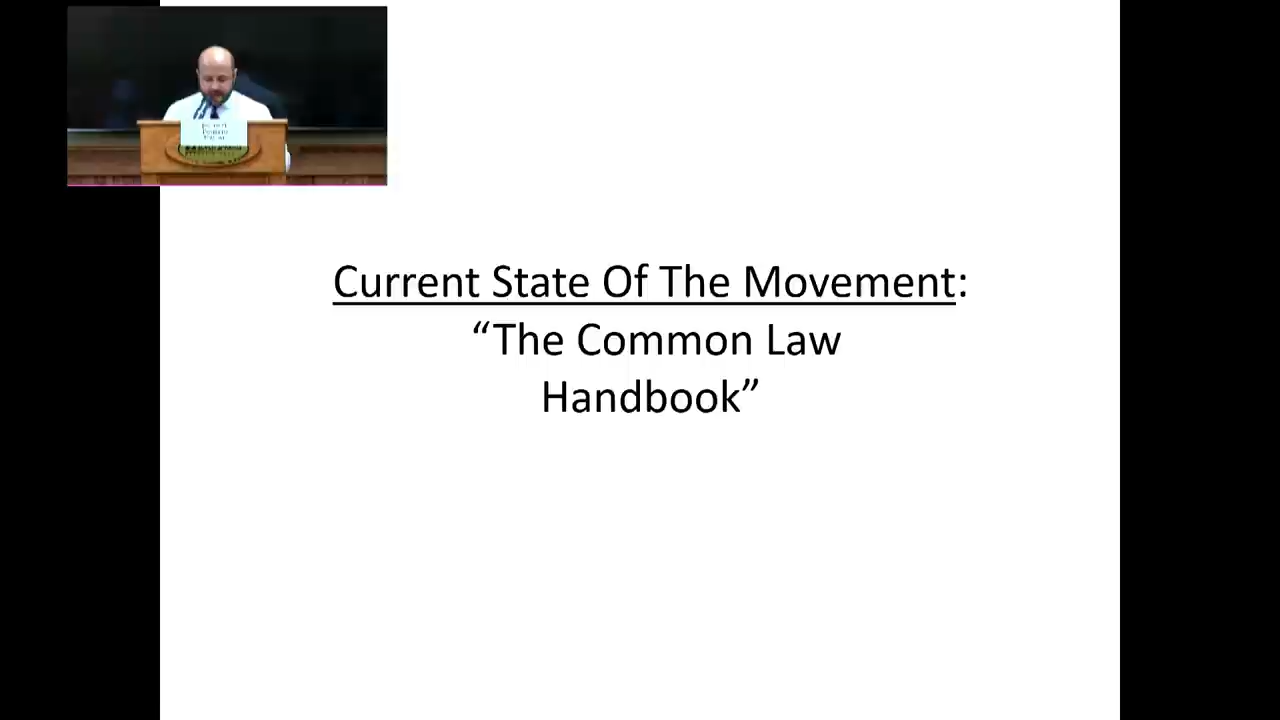 Current State Of The Movement:
“The Common Law
Handbook”